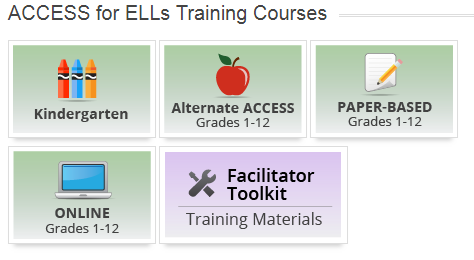 ACCESS for ELLs Training Courses
Kindergarten
Alternate ACCESS
Grades 1-12
PAPER-BASED
Grades 1-12
ONLINE
Grades 1-12
Facilitator
Toolkit
Training Materials